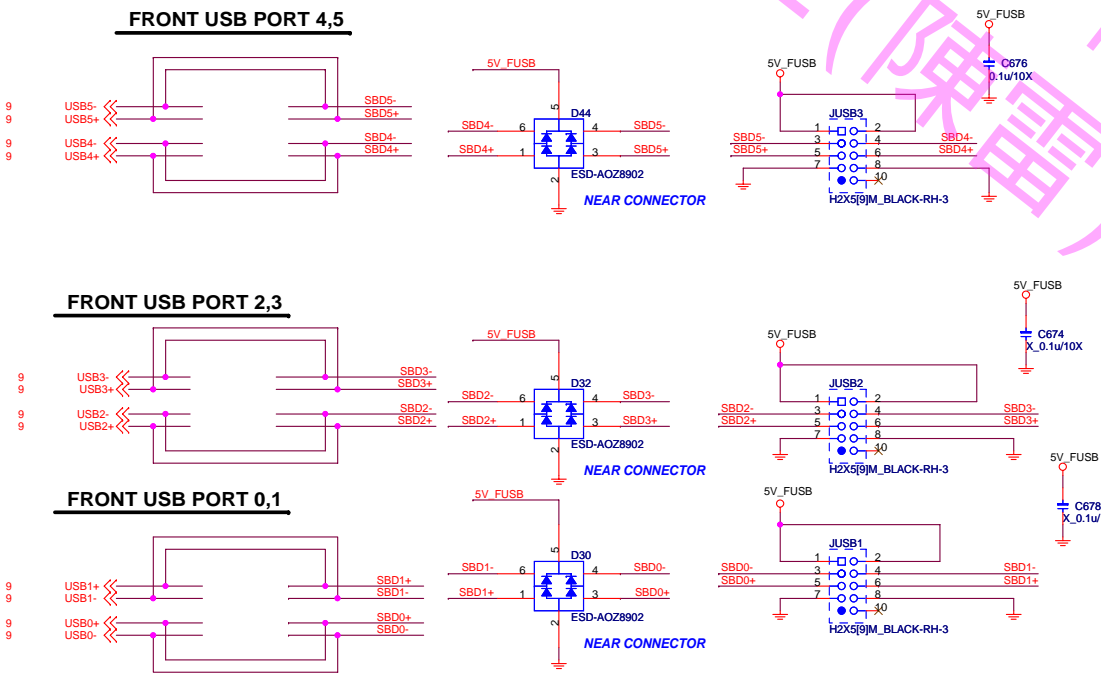 FRONT USB PORT 4,5
5V_FUSB
C676
0.1u/10X
5V_FUSB
5V_FUSB
9 USB5- SBD5-
9 USB5+ SBD5+
9 USB4- SBD4-
9 USB4+ SBD4+
5 D44
SBD4- 6 4 SBD5-
SBD4+ 1 3 SBD5+
2 ESD-AOZ8902
NEAR CONNECTOR
JUSB3
1 2
SBD5- 3 4 SBD4-
SBD5+ 5 6 SBD4+
7 8
10
H2X5[9]M_BLACK-RH-3
(陳雷)
FRONT USB PORT 2,3
5V_FUSB
C674
X_0.1u/10X
5V_FUSB
5V_FUSB
9 USB3- SBD3-
9 USB3+ SBD3+
9 USB2- SBD2-
9 USB2+ SBD2+
5 D32
SBD2- 6 4 SBD3-
SBD2+ 1 3 SBD3+
2 ESD-AOZ8902
NEAR CONNECTOR
JUSB2
1 2
SBD2- 3 4 SBD3-
SBD2+ 5 6 SBD3+
7 8
10
H2X5[9]M_BLACK-RH-3
5V_FUSB
C678
X_0.1u/
FRONT USB PORT 0,1
5V_FUSB
5V_FUSB
9 USB1+ SBD1+
9 USB1- SBD1-
9 USB0+ SBD0+
9 USB0- SBD0-
5 D30
SBD1- 6 4 SBD0-
SBD1+ 1 3 SBD0+
2 ESD-AOZ8902
NEAR CONNECTOR
JUSB1
1 2
SBD0- 3 4 SBD1-
SBD0+ 5 6 SBD1+
7 8
10
H2X5[9]M_BLACK-RH-3